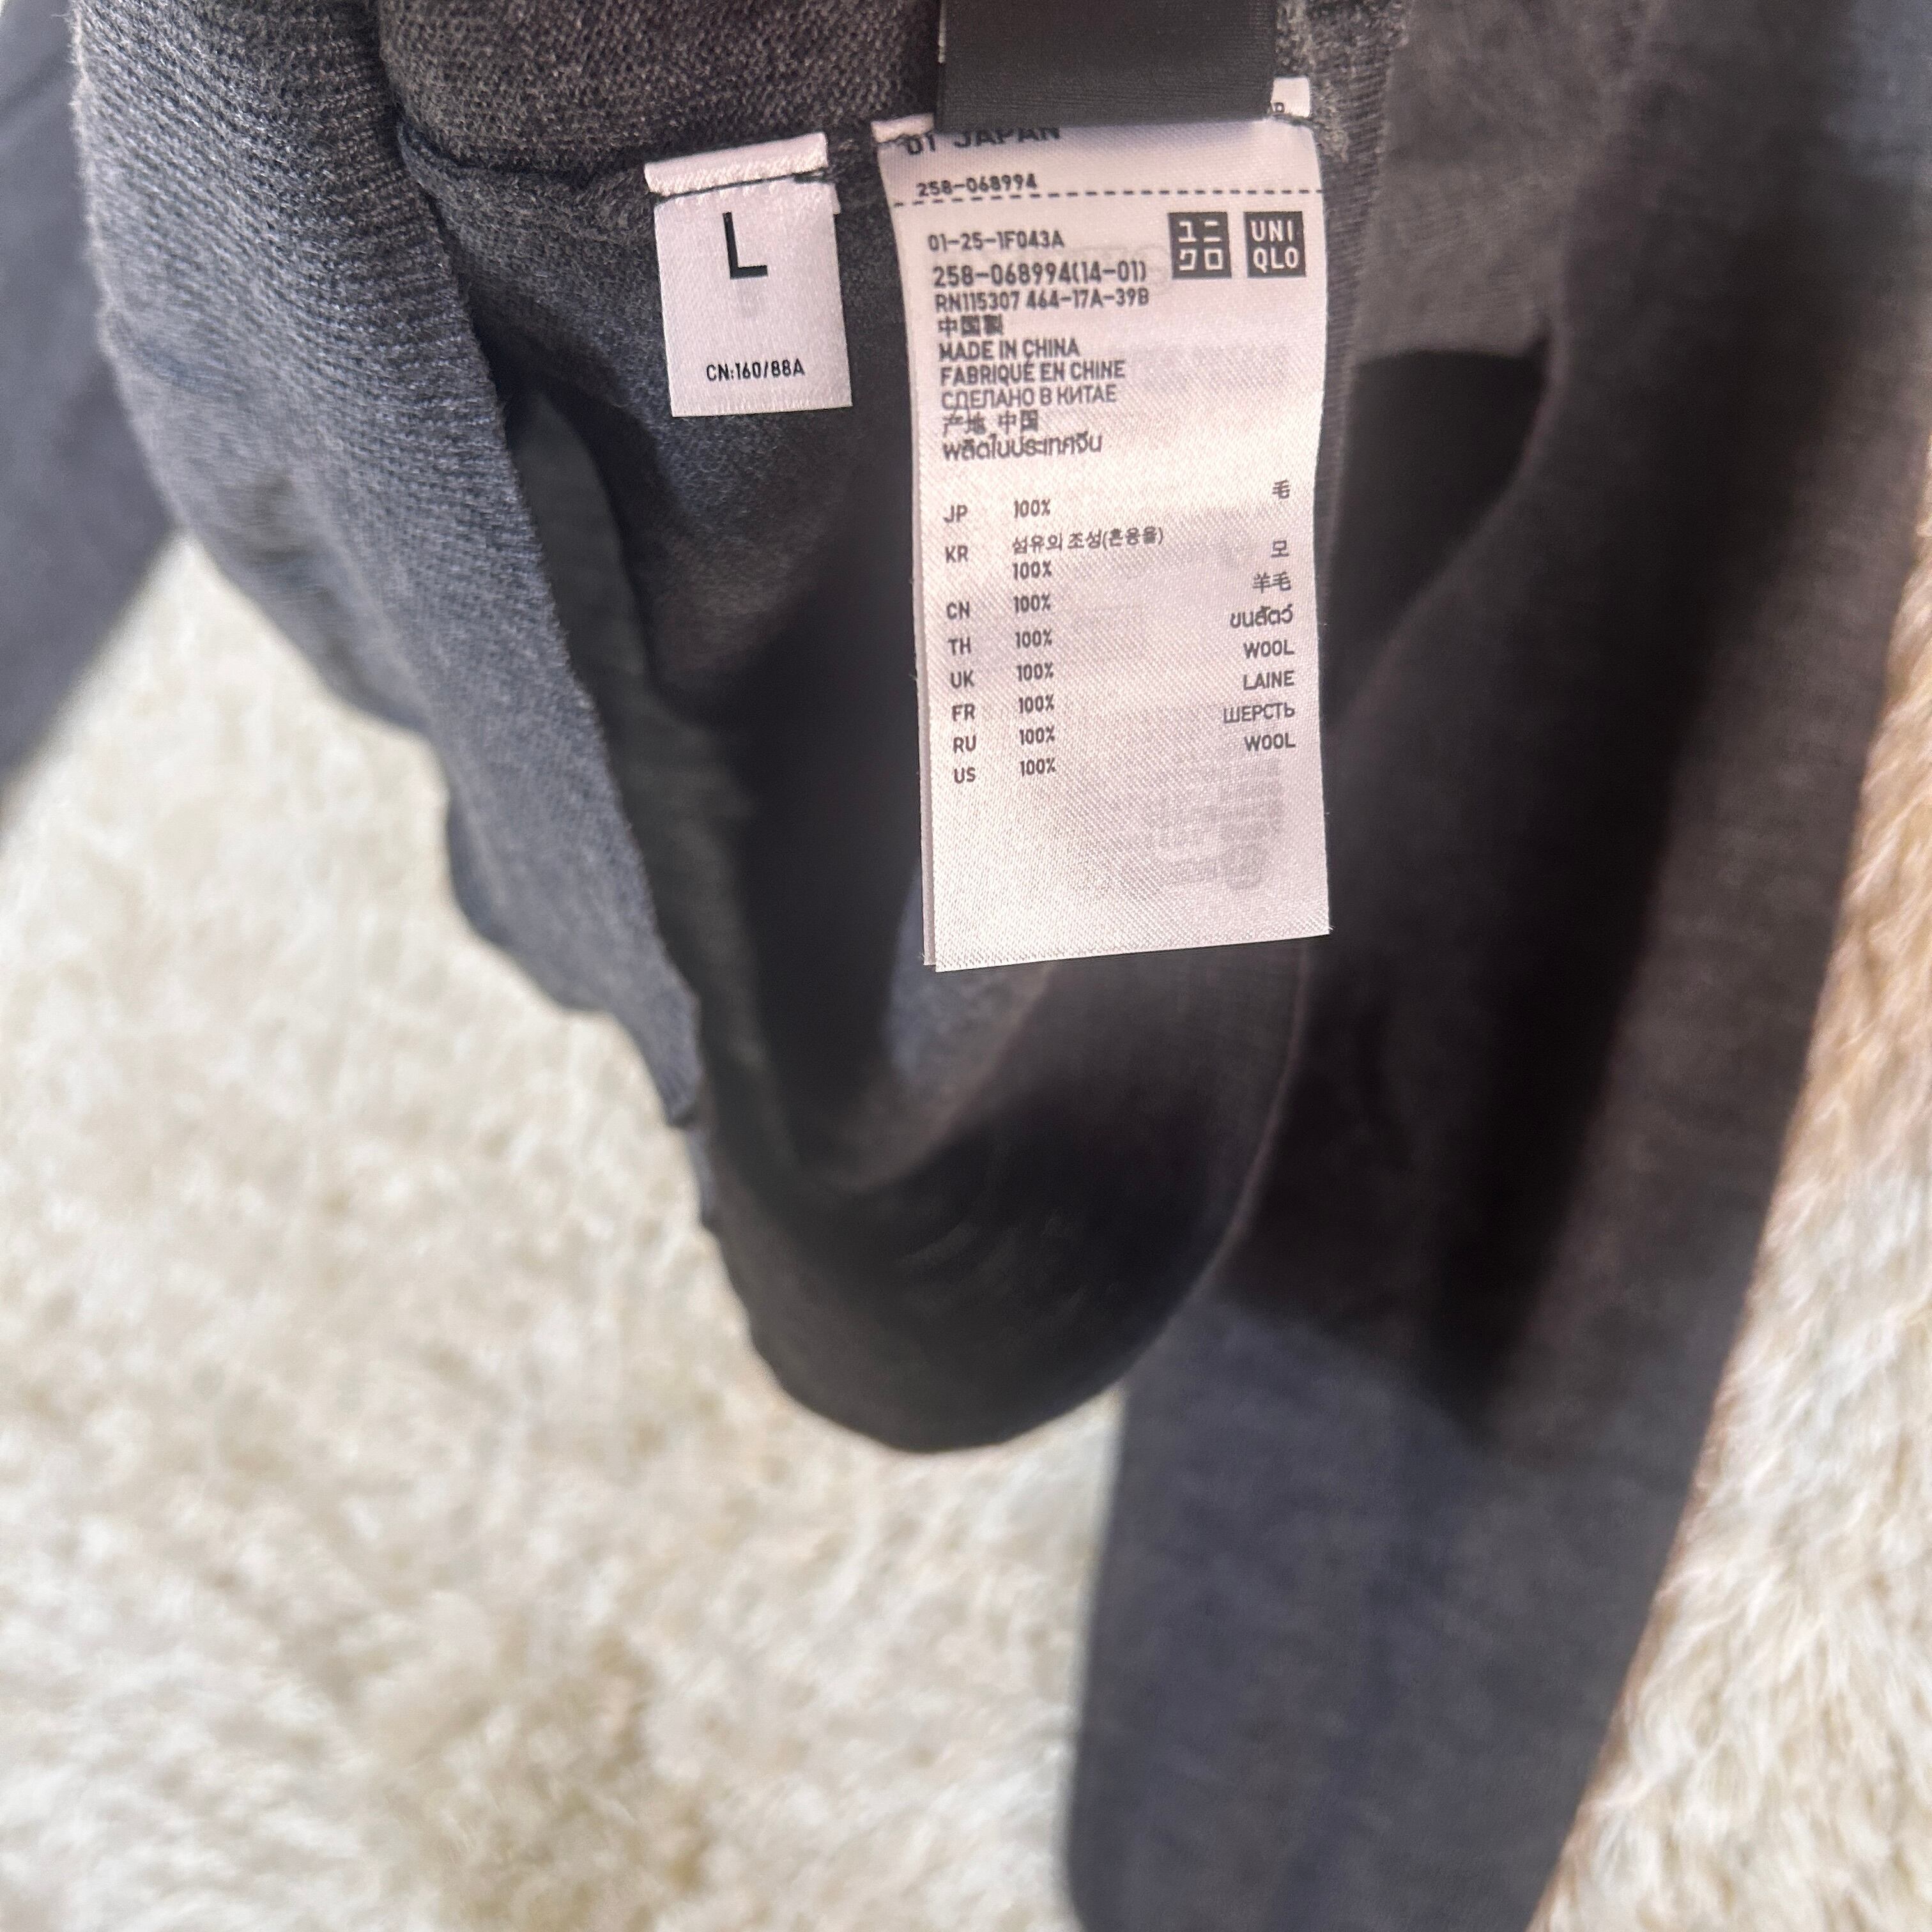 L
CN:160/88A
01 JAPAN
258-068994
01-25-1F043A
ユニ
クロ
UNI
QLO
258-068994(14-01)
RN115307 464-17A-39B
中国製
MADE IN CHINA
FABRIQUÉ EN CHINE
СДЕЛАНО В КИТАЕ
产地 中国
ผลิตในประเทศจีน
JP 100% 毛
KR 섬유의 조성(혼용율)
100% 모
CN 100% 羊毛
TH 100% ขนสัตว์
UK 100% WOOL
FR 100% LAINE
RU 100% ШЕРСТЬ
US 100% WOOL